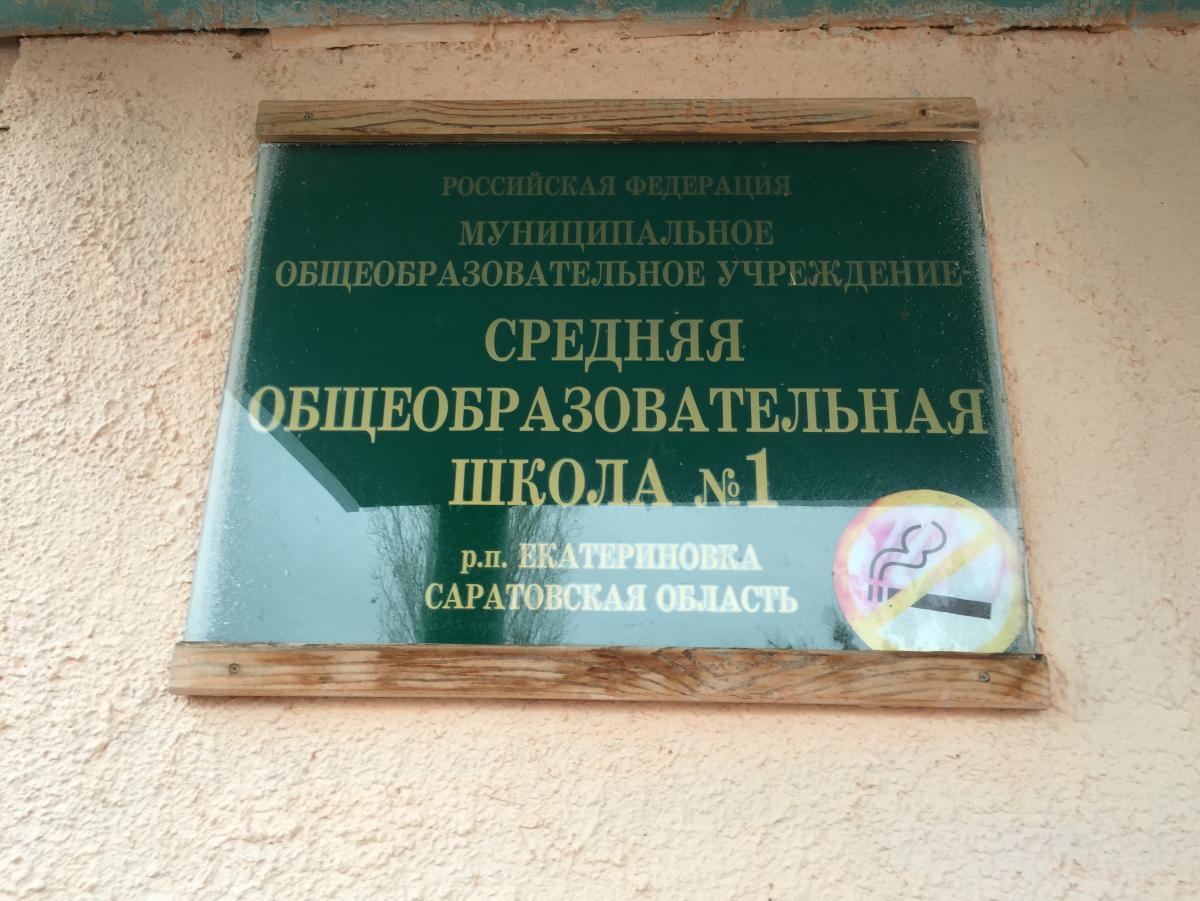 РОССИЙСКАЯ ФЕДЕРАЦИЯ
МУНИЦИПАЛЬНОЕ
ОБЩЕОБРАЗОВАТЕЛЬНОЕ УЧРЕЖДЕНИЕ
СРЕДНЯЯ
ОБЩЕОБРАЗОВАТЕЛЬНАЯ
ШКОЛА №1
р.п. ЕКАТЕРИНОВКА
САРАТОВСКАЯ ОБЛАСТЬ